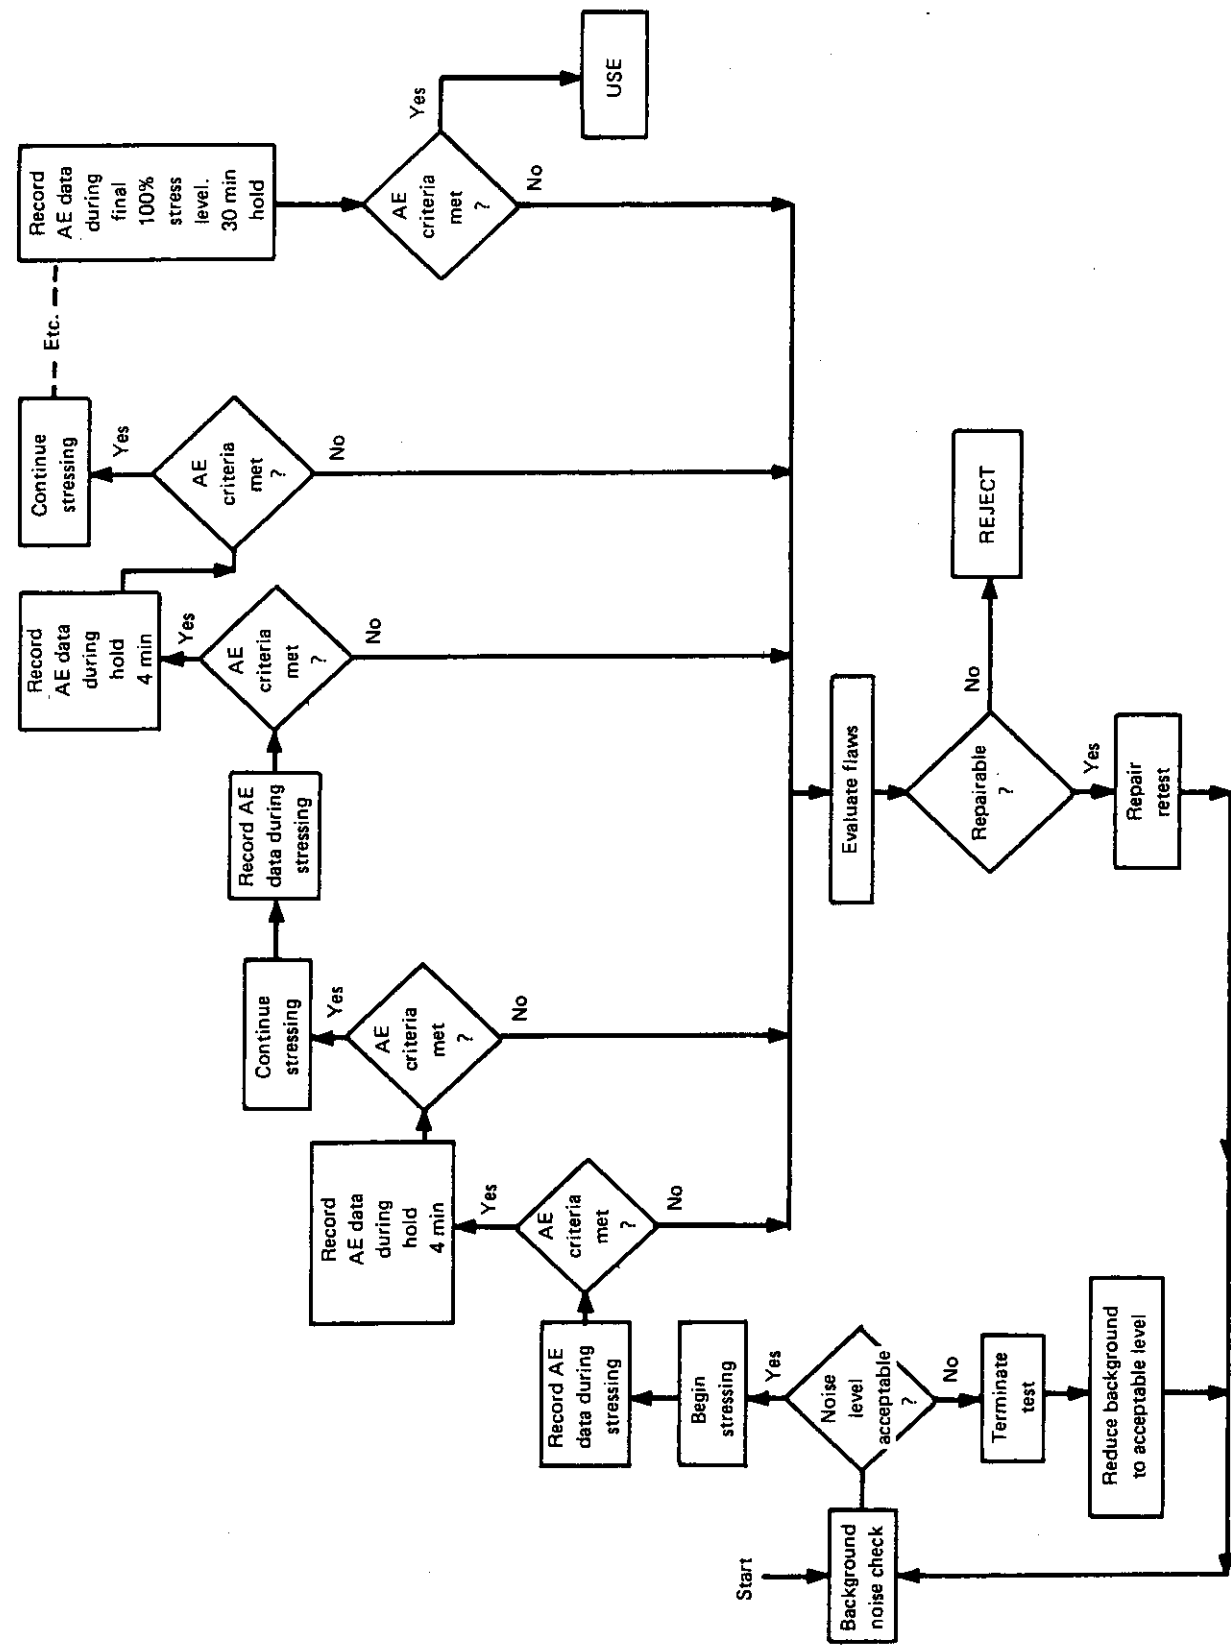 Start
Background
noise check
Noise
level
acceptable
?
No
Terminate
test
Reduce background
to acceptable level
Yes
Begin
stressing
Record AE
data during
stressing
AE
criteria
met
?
No
Yes
Record
AE data
during
hold
4 min
AE
criteria
met
?
No
Yes
Continue
stressing
Record AE
data during
stressing
AE
criteria
met
?
No
Yes
Record
AE data
during
hold
4 min
AE
criteria
met
?
No
Yes
Continue
stressing
Etc.
Record
AE data
during
final
100%
stress
level.
30 min
hold
AE
criteria
met
?
Yes
USE
No
Evaluate flaws
Repairable
?
No
REJECT
Yes
Repair
retest